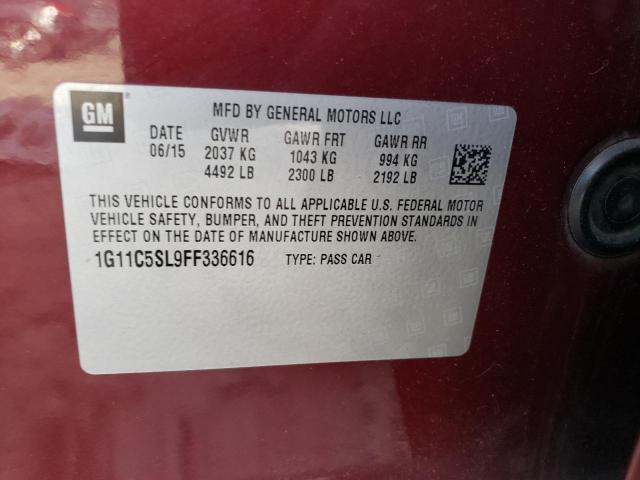 GM
MFD BY GENERAL MOTORS LLC
DATE GVWR GAWR FRT GAWR RR
06/15 2037 KG 1043 KG 994 KG
4492 LB 2300 LB 2192 LB
THIS VEHICLE CONFORMS TO ALL APPLICABLE U.S. FEDERAL MOTOR
VEHICLE SAFETY, BUMPER, AND THEFT PREVENTION STANDARDS IN
EFFECT ON THE DATE OF MANUFACTURE SHOWN ABOVE.
1G11C5SL9FF336616 TYPE: PASS CAR